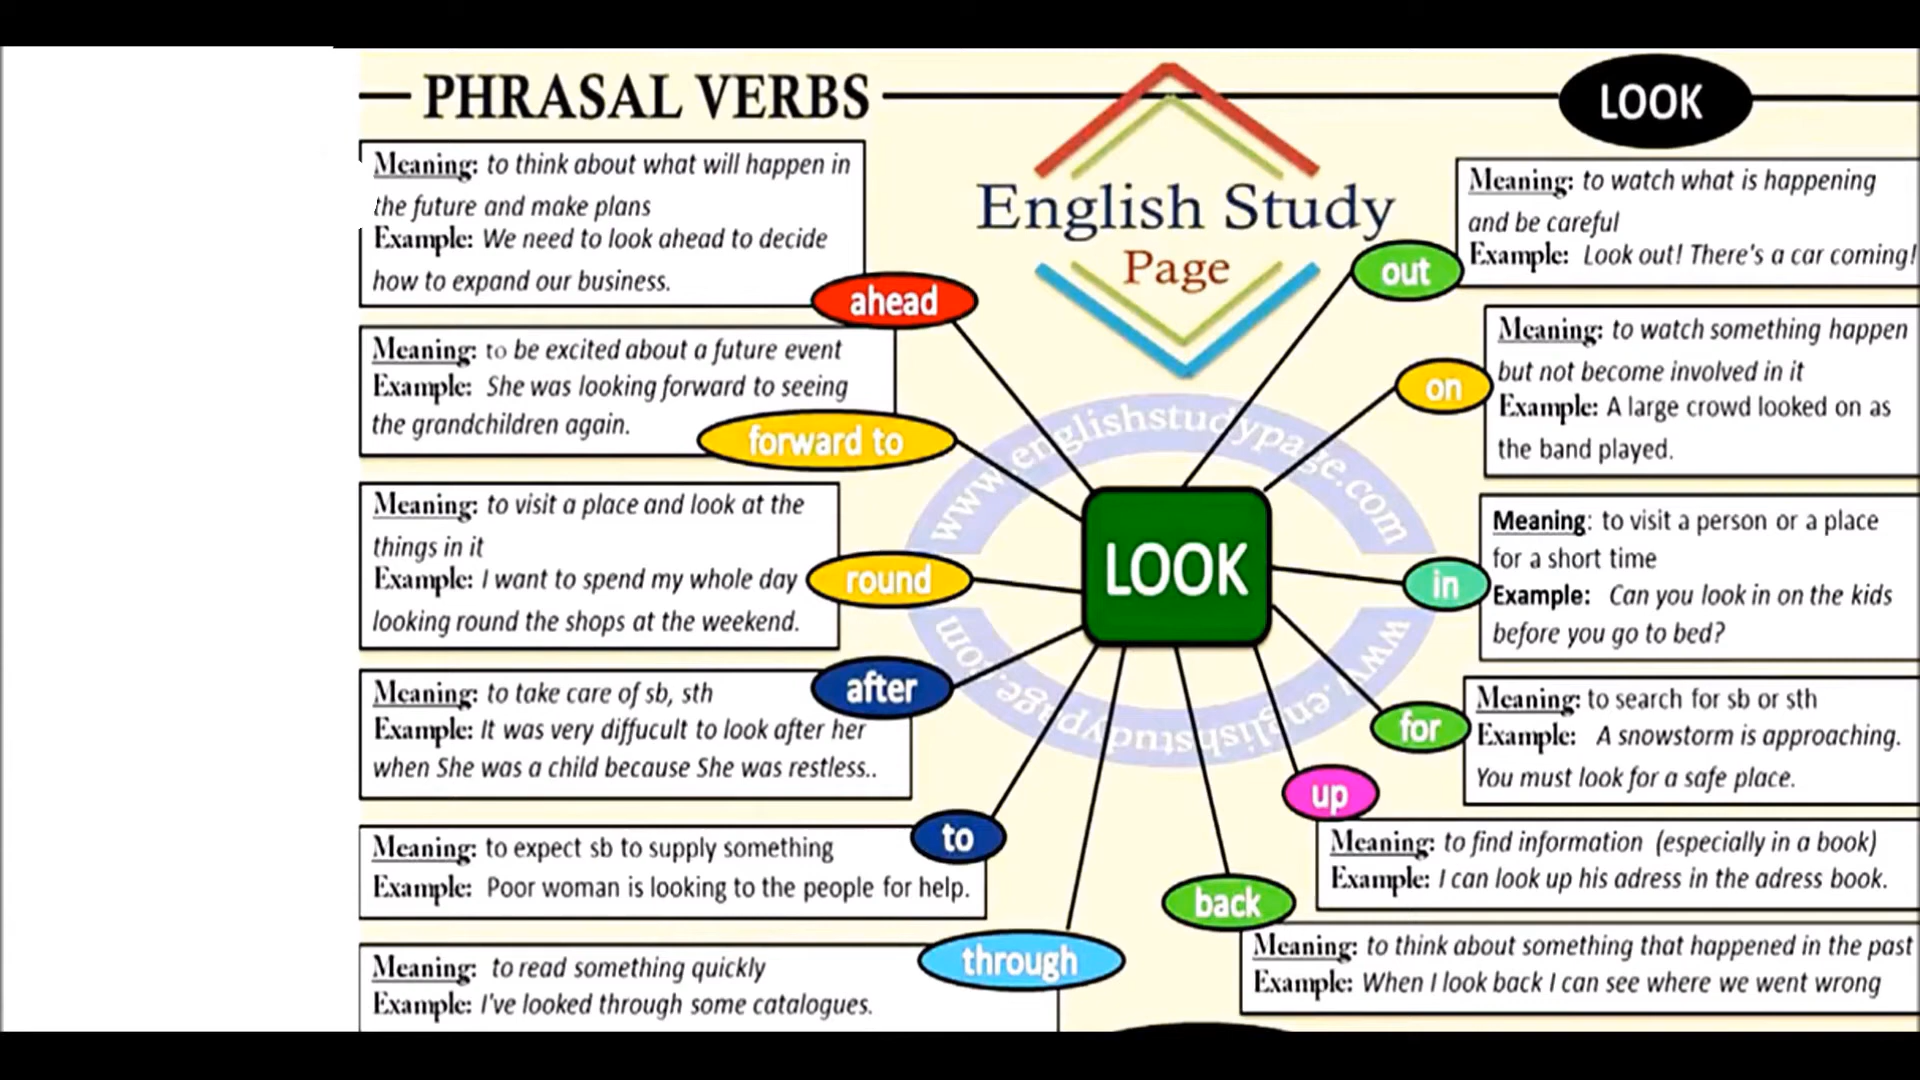 PHRASAL VERBS
LOOK
English Study
Page
Meaning: to think about what will happen in
the future and make plans
Example: We need to look ahead to decide
how to expand our business.
ahead
Meaning: to be excited about a future event
Example: She was looking forward to seeing
the grandchildren again.
forward to
Meaning: to visit a place and look at the
things in it
Example: I want to spend my whole day
looking round the shops at the weekend.
round
Meaning: to take care of sb, sth
Example: It was very diffucult to look after her
when She was a child because She was restless..
after
Meaning: to expect sb to supply something
Example: Poor woman is looking to the people for help.
to
Meaning: to read something quickly
Example: I've looked through some catalogues.
through
www.englishstudypage.com
LOOK
www.englishstudypage.com
Meaning: to watch what is happening
and be careful
Example: Look out! There's a car coming!
out
Meaning: to watch something happen
but not become involved in it
Example: A large crowd looked on as
the band played.
on
Meaning: to visit a person or a place
for a short time
Example: Can you look in on the kids
before you go to bed?
in
Meaning: to search for sb or sth
Example: A snowstorm is approaching.
You must look for a safe place.
for
up
Meaning: to find information (especially in a book)
Example: I can look up his adress in the adress book.
back
Meaning: to think about something that happened in the past
Example: When I look back I can see where we went wrong